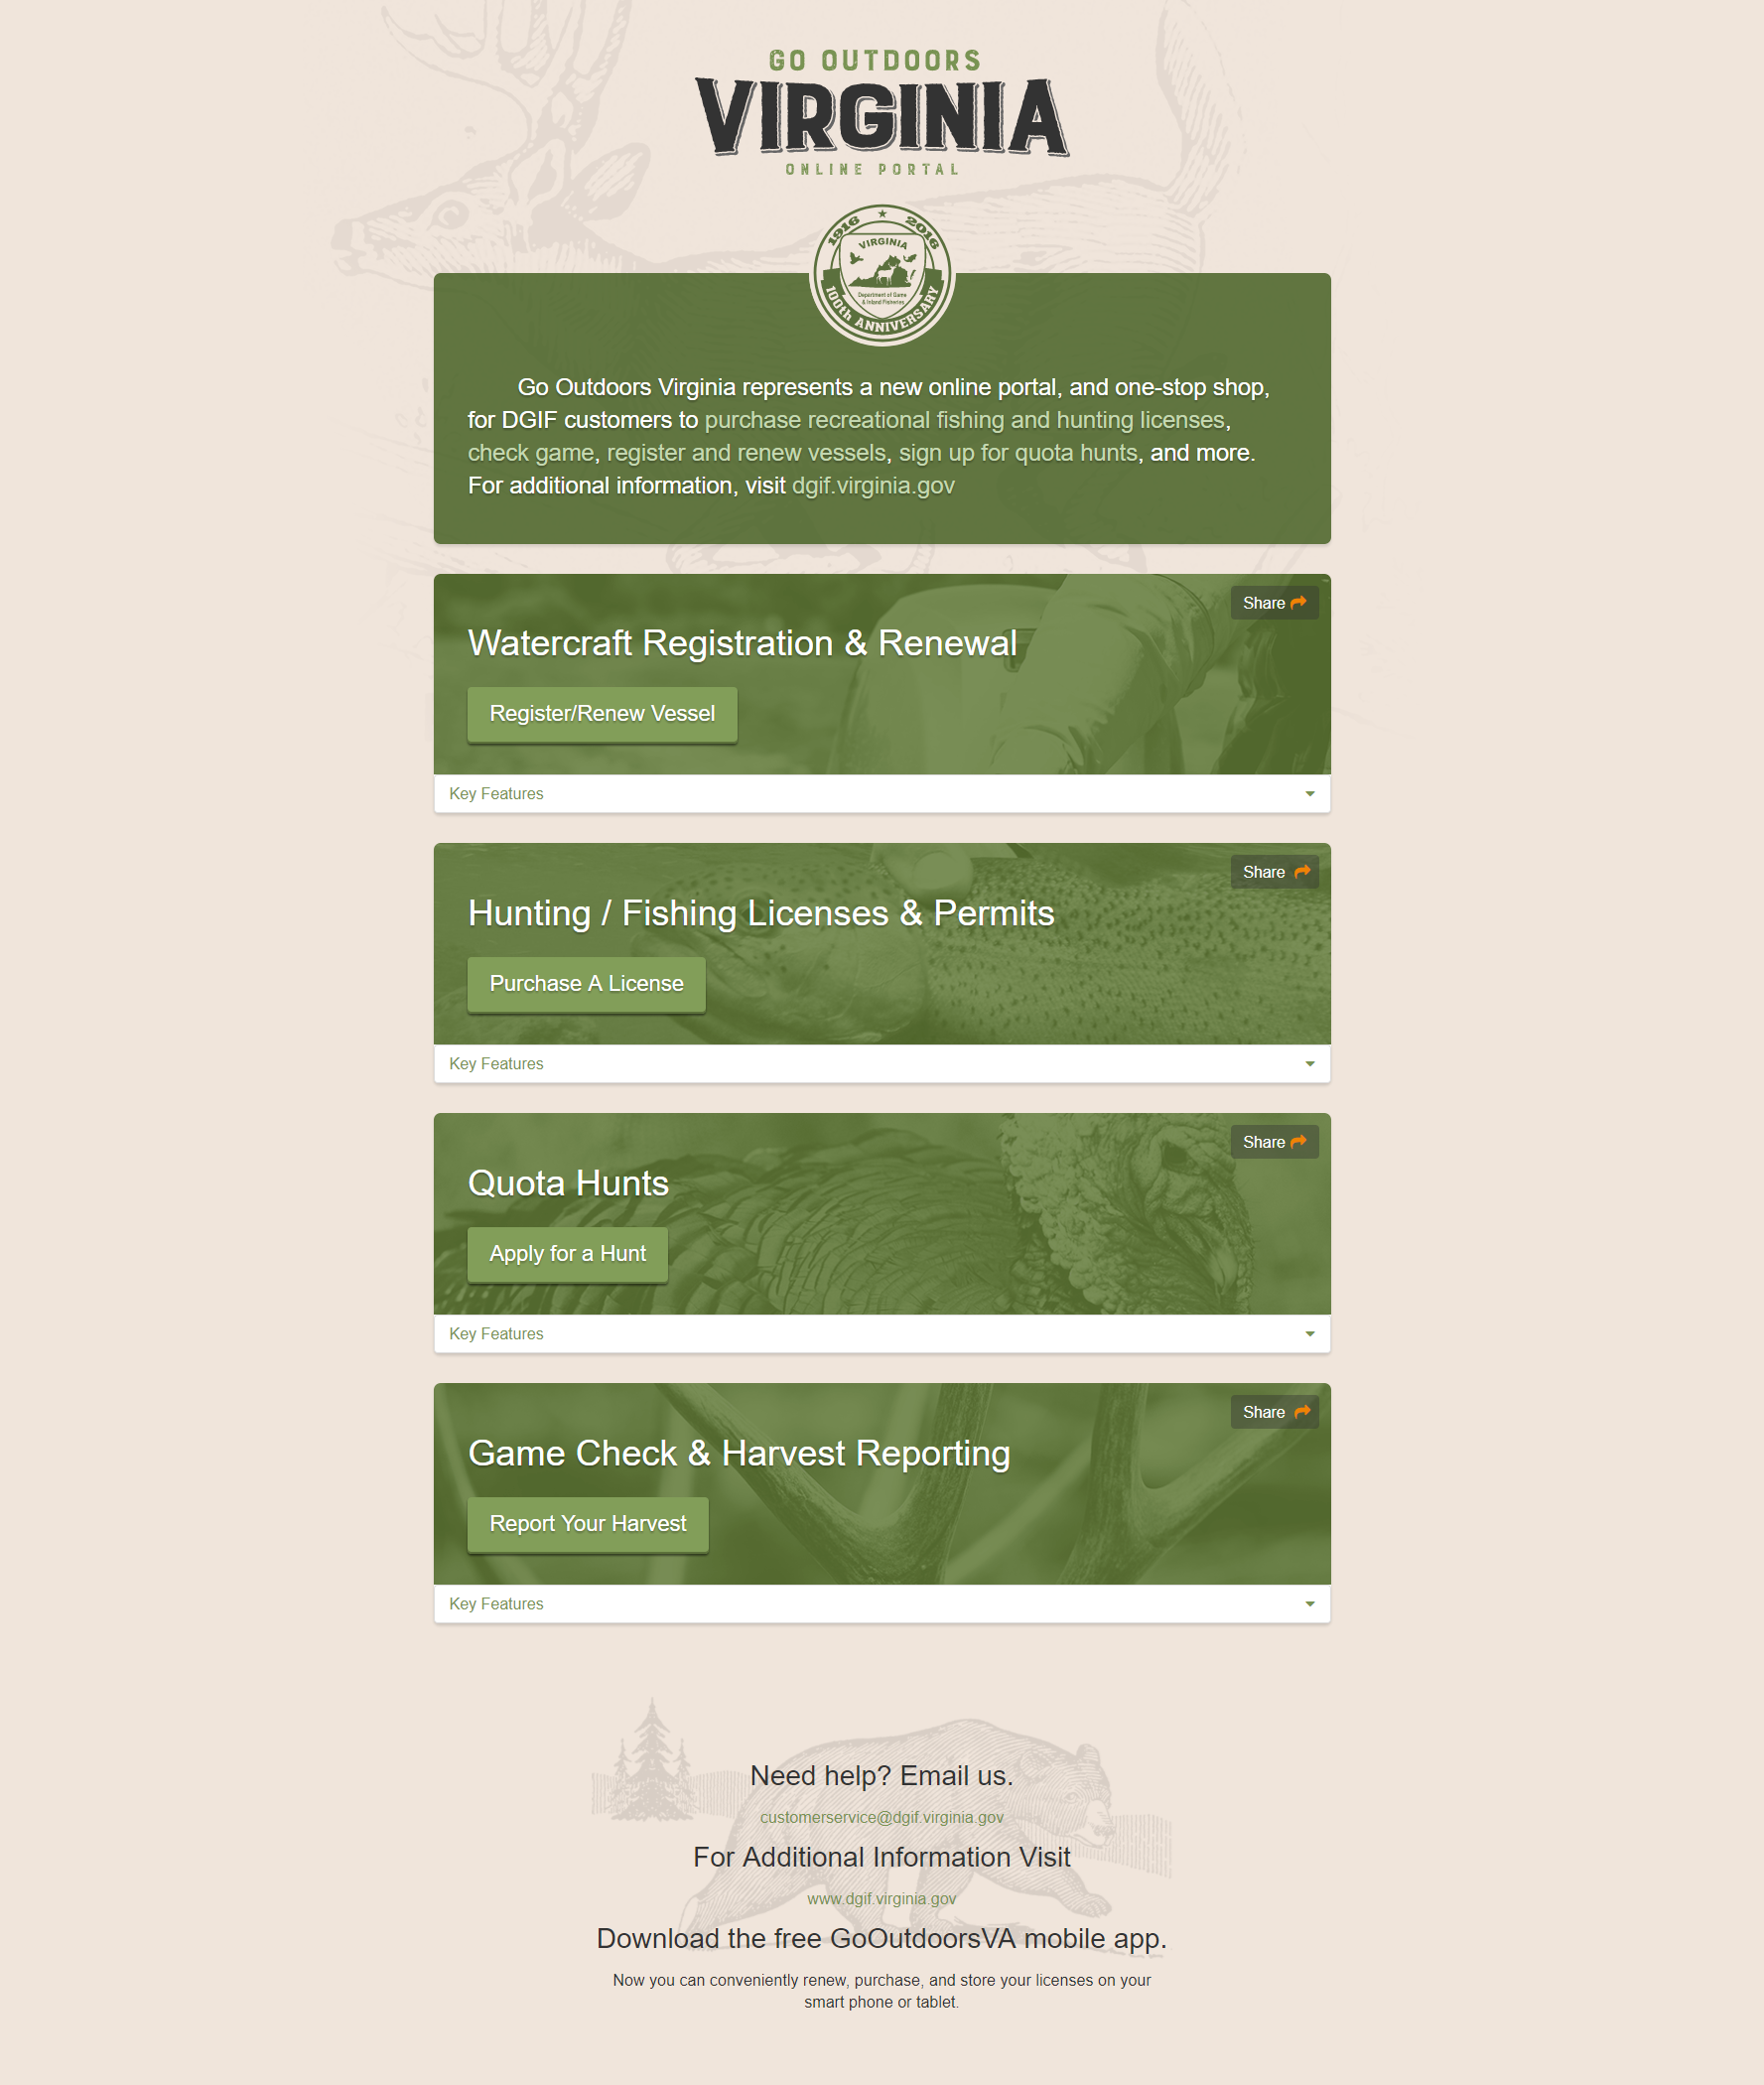 GO OUTDOORS
VIRGINIA
ONLINE PORTAL
1916 ★ 2016
VIRGINIA
Department of Game
& Inland Fisheries
100th ANNIVERSARY
Go Outdoors Virginia represents a new online portal, and one-stop shop,
for DGIF customers to purchase recreational fishing and hunting licenses,
check game, register and renew vessels, sign up for quota hunts, and more.
For additional information, visit dgif.virginia.gov
Share
Watercraft Registration & Renewal
Register/Renew Vessel
Key Features
Share
Hunting / Fishing Licenses & Permits
Purchase A License
Key Features
Share
Quota Hunts
Apply for a Hunt
Key Features
Share
Game Check & Harvest Reporting
Report Your Harvest
Key Features
Need help? Email us.
customerservice@dgif.virginia.gov
For Additional Information Visit
www.dgif.virginia.gov
Download the free GoOutdoorsVA mobile app.
Now you can conveniently renew, purchase, and store your licenses on your
smart phone or tablet.